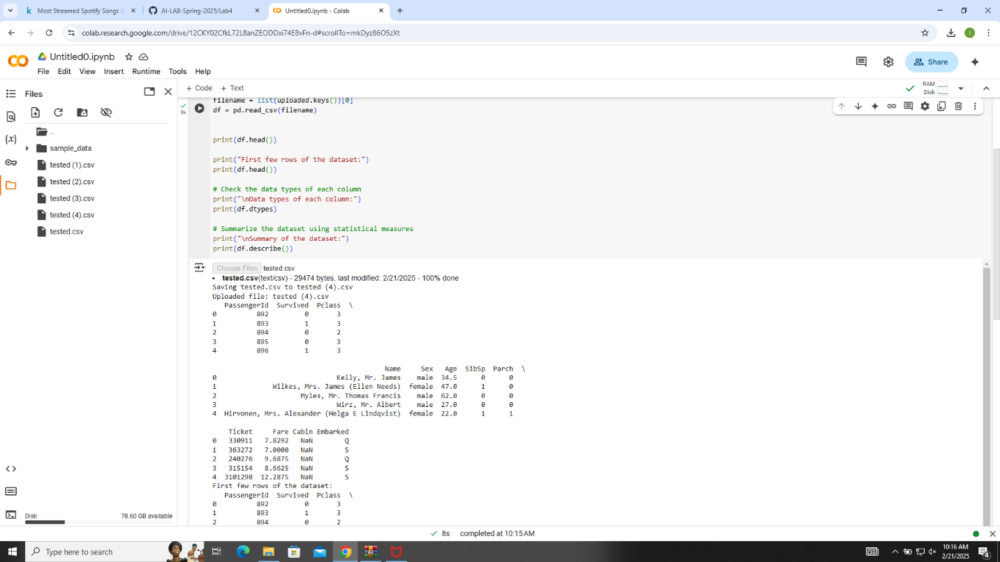 Most Streamed Spotify Songs 2
AI-LAB-Spring-2025/Lab4
Untitled0.ipynb - Colab
colab.research.google.com/drive/12CKY02CfkL72L8anZEODDxi74E8vFn-d#scrollTo=mkDyz86O5zXt
Untitled0.ipynb
File Edit View Insert Runtime Tools Help
Share
Files
+ Code + Text
RAM
Disk
..
sample_data
tested (1).csv
tested (2).csv
tested (3).csv
tested (4).csv
tested.csv
Disk 78.60 GB available
8s
filename = list(uploaded.keys())[0]
df = pd.read_csv(filename)
print(df.head())
print("First few rows of the dataset:")
print(df.head())
# Check the data types of each column
print("\nData types of each column:")
print(df.dtypes)
# Summarize the dataset using statistical measures
print("\nSummary of the dataset:")
print(df.describe())
Choose Files tested.csv
• tested.csv(text/csv) - 29474 bytes, last modified: 2/21/2025 - 100% done
Saving tested.csv to tested (4).csv
Uploaded file: tested (4).csv
PassengerId Survived Pclass \
0 892 0 3
1 893 1 3
2 894 0 2
3 895 0 3
4 896 1 3
Name Sex Age SibSp Parch \
0 Kelly, Mr. James male 34.5 0 0
1 Wilkes, Mrs. James (Ellen Needs) female 47.0 1 0
2 Myles, Mr. Thomas Francis male 62.0 0 0
3 Wirz, Mr. Albert male 27.0 0 0
4 Hirvonen, Mrs. Alexander (Helga E Lindqvist) female 22.0 1 1
Ticket Fare Cabin Embarked
0 330911 7.8292 NaN Q
1 363272 7.0000 NaN S
2 240276 9.6875 NaN Q
3 315154 8.6625 NaN S
4 3101298 12.2875 NaN S
First few rows of the dataset:
PassengerId Survived Pclass \
0 892 0 3
1 893 1 3
2 894 0 2
8s completed at 10:15 AM
Type here to search
10:16 AM
2/21/2025
4